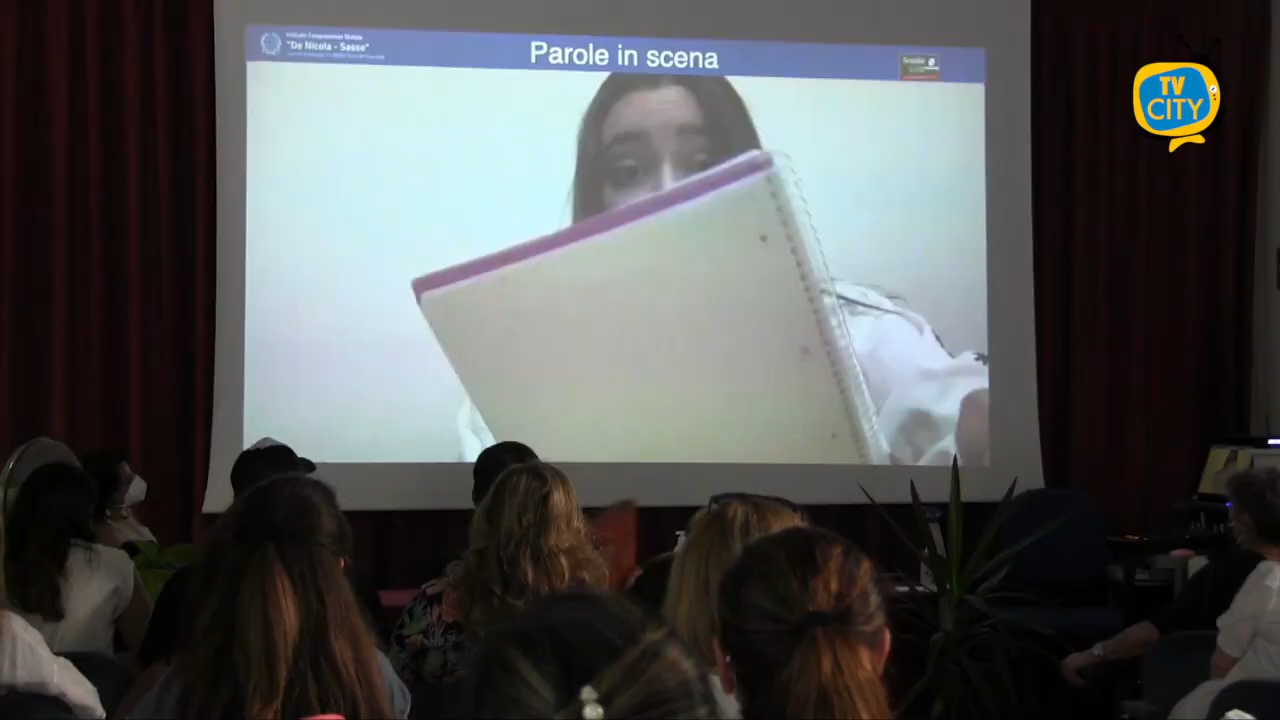 Istituto Comprensivo Statale
"De Nicola - Sasso"
Parole in scena
TV
CITY